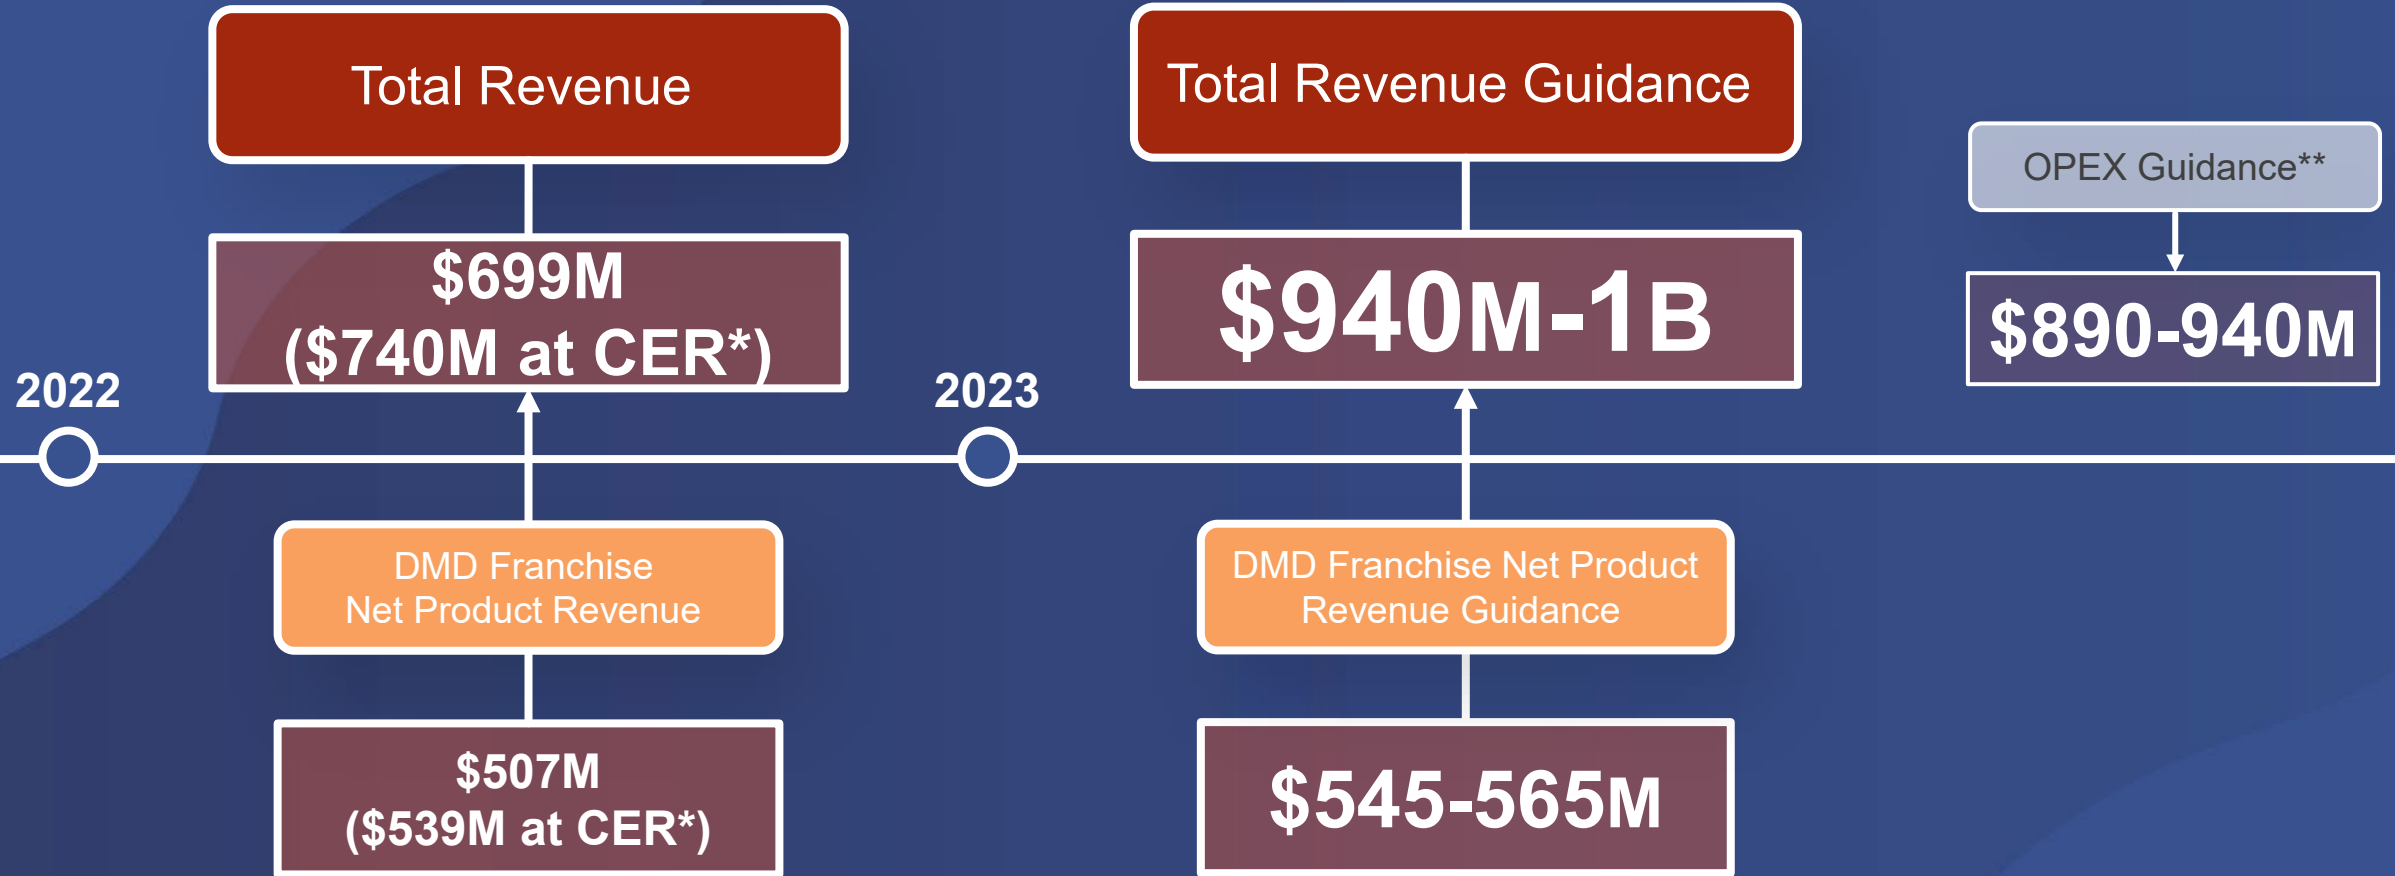 Total Revenue
$699M
($740M at CER*)
2022
DMD Franchise
Net Product Revenue
$507M
($539M at CER*)
Total Revenue Guidance
$940M-1B
2023
DMD Franchise Net Product
Revenue Guidance
$545-565M
OPEX Guidance**
$890-940M